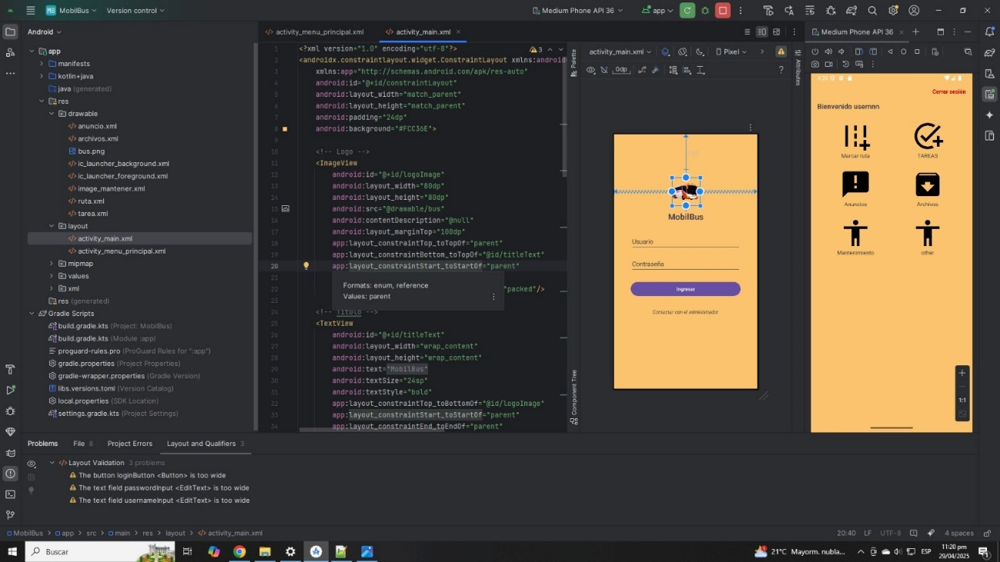 MB MobilBus Version control Medium Phone API 36 app
Android
app
manifests
kotlin+java
java (generated)
res
drawable
anuncio.xml
archivos.xml
bus.png
ic_launcher_background.xml
ic_launcher_foreground.xml
image_mantener.xml
ruta.xml
tarea.xml
layout
activity_main.xml
activity_menu_principal.xml
mipmap
values
xml
res (generated)
Gradle Scripts
build.gradle.kts (Project: MobilBus)
build.gradle.kts (Module :app)
proguard-rules.pro (ProGuard Rules for ":app")
gradle.properties (Project Properties)
gradle-wrapper.properties (Gradle Version)
libs.versions.toml (Version Catalog)
local.properties (SDK Location)
settings.gradle.kts (Project Settings)
activity_menu_principal.xml activity_main.xml
3
1 <?xml version="1.0" encoding="utf-8"?>
2 <androidx.constraintlayout.widget.ConstraintLayout xmlns:android
3 xmlns:app="http://schemas.android.com/apk/res-auto"
4 android:id="@+id/constraintLayout"
5 android:layout_width="match_parent"
6 android:layout_height="match_parent"
7 android:padding="24dp"
8 android:background="#FCC36E">
9
10 <!-- Logo -->
11 <ImageView
12 android:id="@+id/logoImage"
13 android:layout_width="80dp"
14 android:layout_height="80dp"
15 android:src="@drawable/bus"
16 android:contentDescription="@null"
17 android:layout_marginTop="100dp"
18 app:layout_constraintTop_toTopOf="parent"
19 app:layout_constraintBottom_toTopOf="@id/titleText"
20 app:layout_constraintStart_toStartOf="parent"
21
Formats: enum, reference
Values: parent
22 "packed"/>
23
24 <!-- Título -->
25 <TextView
26 android:id="@+id/titleText"
27 android:layout_width="wrap_content"
28 android:layout_height="wrap_content"
29 android:text="MobilBus"
30 android:textSize="24sp"
31 android:textStyle="bold"
32 app:layout_constraintTop_toBottomOf="@id/logoImage"
33 app:layout_constraintStart_toStartOf="parent"
34 app:layout_constraintEnd_toEndOf="parent"
Palette
Component Tree
activity_main.xml Pixel
0dp
Attributes
MobilBus
Usuario
Contraseña
Ingresar
Contactar con el administrador
Medium Phone API 36
Cerrar sesión
Bienvenido usernnn
Marcar ruta TAREAS
Anuncios Archivos
Mantenimiento other
1:1
Problems File 8 Project Errors Layout and Qualifiers 3
Layout Validation 3 problems
The button loginButton <Button> is too wide
The text field passwordInput <EditText> is too wide
The text field usernameInput <EditText> is too wide
MobilBus > app > src > main > res > layout > activity_main.xml 20:40 LF UTF-8 4 spaces
Buscar 21°C Mayorm. nubla... ESP 11:20 pm
29/04/2025